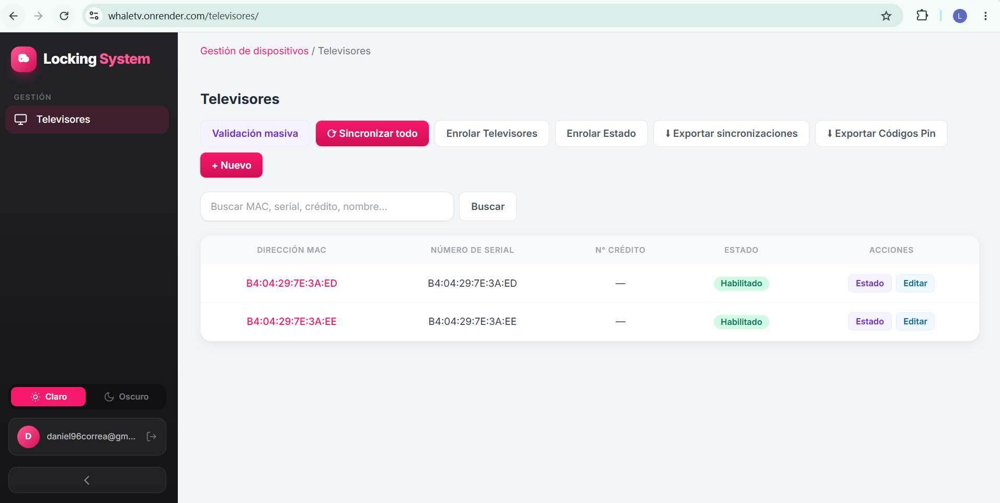 whaletv.onrender.com/televisores/
L
Locking System
GESTIÓN
Televisores
Claro
Oscuro
D
daniel96correa@gm...
Gestión de dispositivos / Televisores
Televisores
Validación masiva
Sincronizar todo
Enrolar Televisores
Enrolar Estado
⬇ Exportar sincronizaciones
⬇ Exportar Códigos Pin
+ Nuevo
Buscar MAC, serial, crédito, nombre...
Buscar
DIRECCIÓN MAC NÚMERO DE SERIAL N° CRÉDITO ESTADO ACCIONES
B4:04:29:7E:3A:ED B4:04:29:7E:3A:ED — Habilitado Estado Editar
B4:04:29:7E:3A:EE B4:04:29:7E:3A:EE — Habilitado Estado Editar